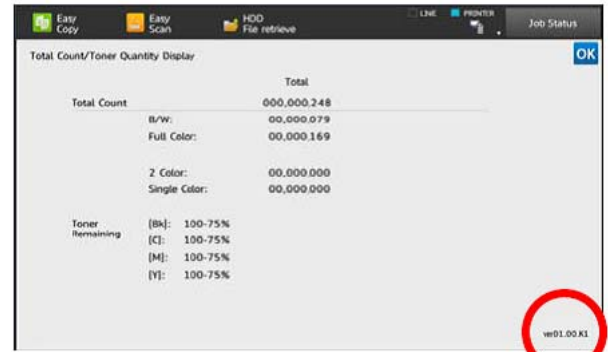 Easy Copy
Easy Scan
HDD File retrieve
LINE
PRINTER
Job Status
Total Count/Toner Quantity Display
OK
Total
Total Count 000,000,248
B/W: 00,000,079
Full Color: 00,000,169
2 Color: 00,000,000
Single Color: 00,000,000
Toner Remaining
[Bk]: 100-75%
[C]: 100-75%
[M]: 100-75%
[Y]: 100-75%
ver01.00.K1